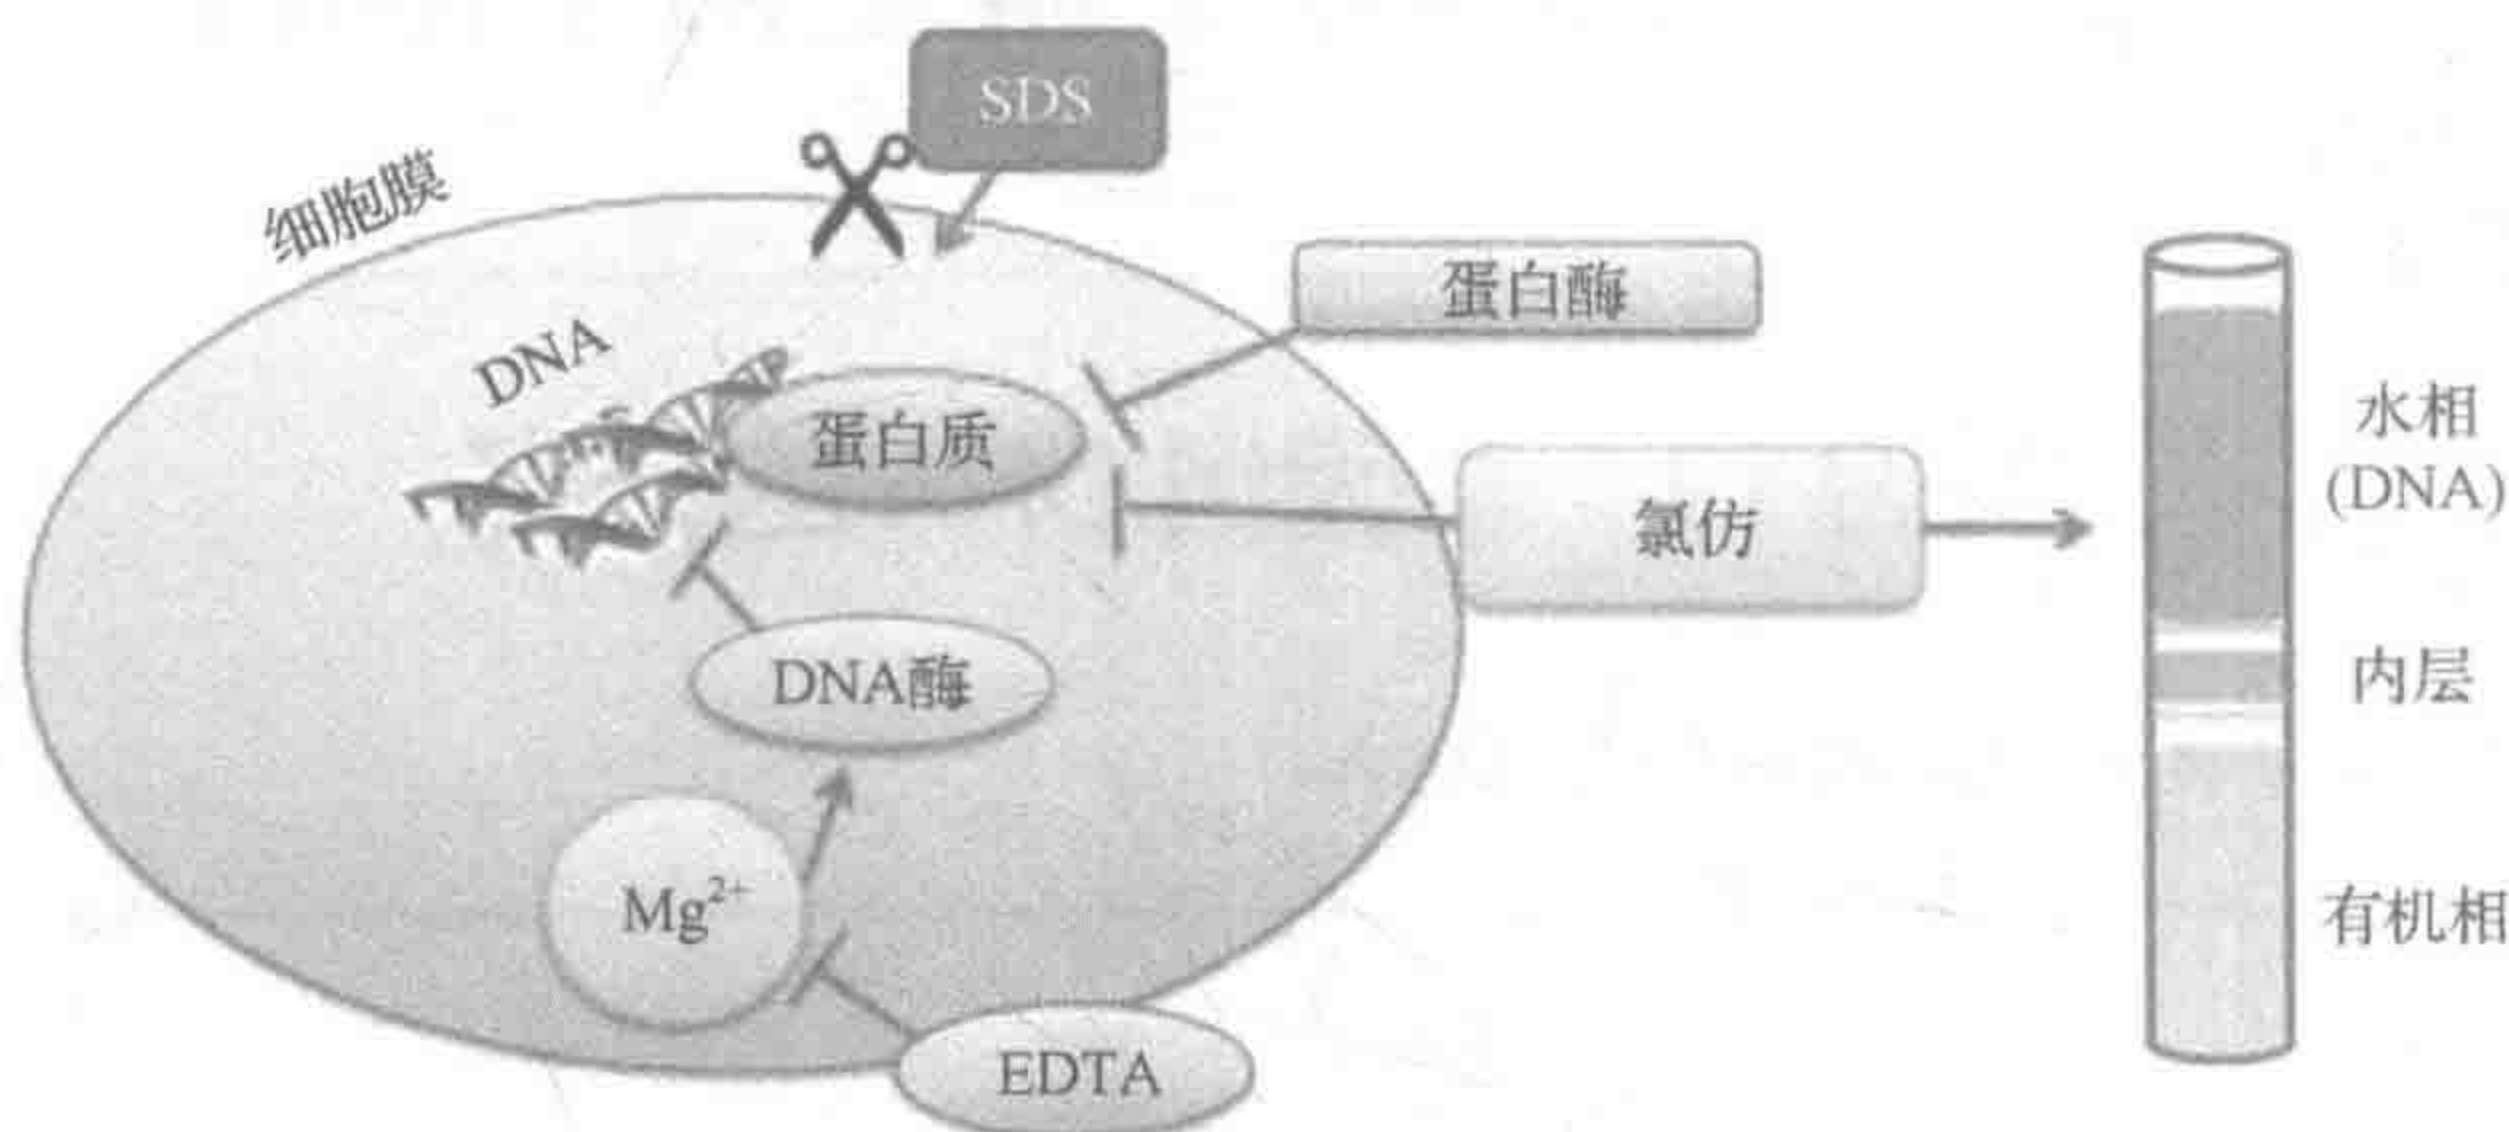 SDS
细胞膜
蛋白酶
DNA
蛋白质
氯仿
水相
(DNA)
DNA酶
内层
Mg²⁺
有机相
EDTA